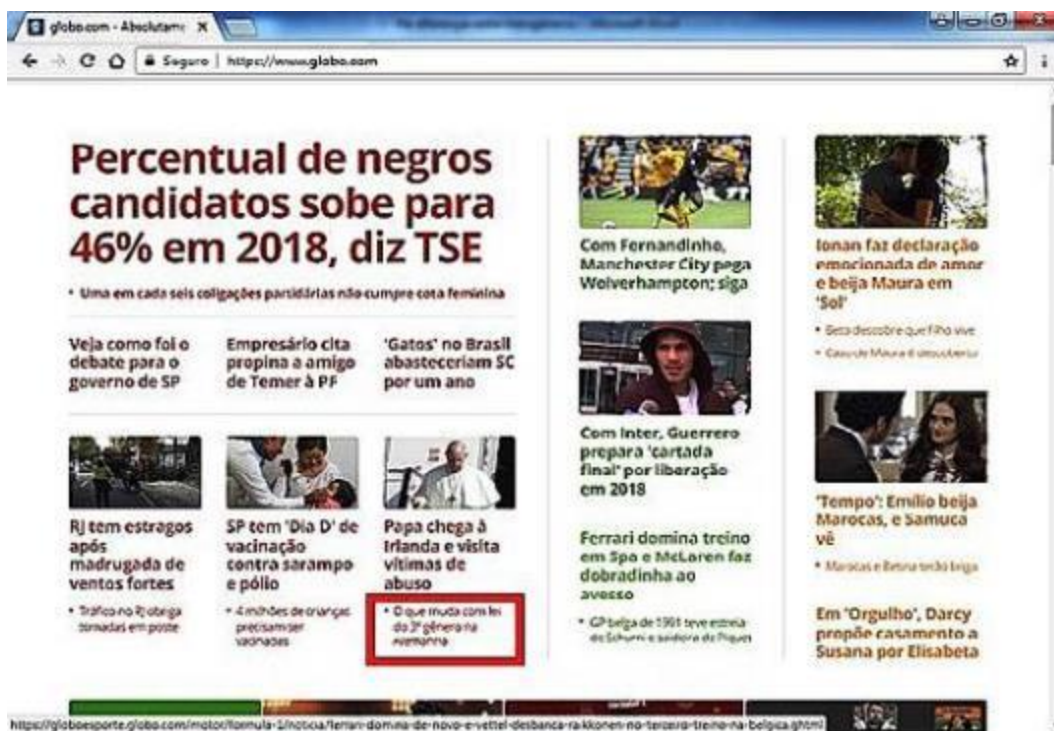 globo.com - Absolutame
Seguro | https://www.globo.com
Percentual de negros
candidatos sobe para
46% em 2018, diz TSE
• Uma em cada seis coligações partidárias não cumpre cota feminina
Veja como foi o
debate para o
governo de SP
Empresário cita
propina a amigo
de Temer à PF
'Gatos' no Brasil
abasteceriam SC
por um ano
RJ tem estragos
após
madrugada de
ventos fortes
• Tráfico no RJ obriga
tomadas em poste
SP tem 'Dia D' de
vacinação
contra sarampo
e pólio
• 4 milhões de crianças
precisam ser
vacinadas
Papa chega à
Irlanda e visita
vítimas de
abuso
• O que muda com lei
do 3º gênero na
Alemanha
Com Fernandinho,
Manchester City pega
Wolverhampton; siga
Com Inter, Guerrero
prepara 'cartada
final' por liberação
em 2018
Ferrari domina treino
em Spa e McLaren faz
dobradinha ao
avesso
• GP belga de 1991 teve estreia
de Schumi e saideira de Piquet
Ionan faz declaração
emocionada de amor
e beija Maura em
'Sol'
• Beto descobre que filho vive
• Caso de Maura é descoberto
'Tempo': Emílio beija
Marocas, e Samuca
vê
• Marocas e Betina terão briga
Em 'Orgulho', Darcy
propõe casamento a
Susana por Elisabeta
https://globoesporte.globo.com/motor/formula-1/noticia/ferrari-domina-de-novo-e-vettel-desbanca-raikkonen-no-terceiro-treino-na-belgica.ghtml